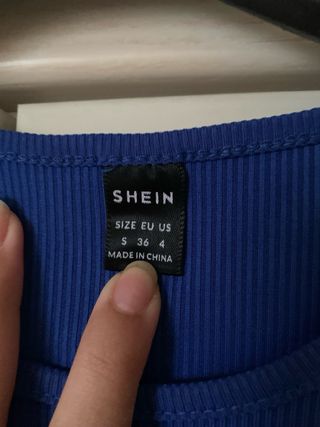 SHEIN
SIZE EU US
S 36 4
MADE IN CHINA